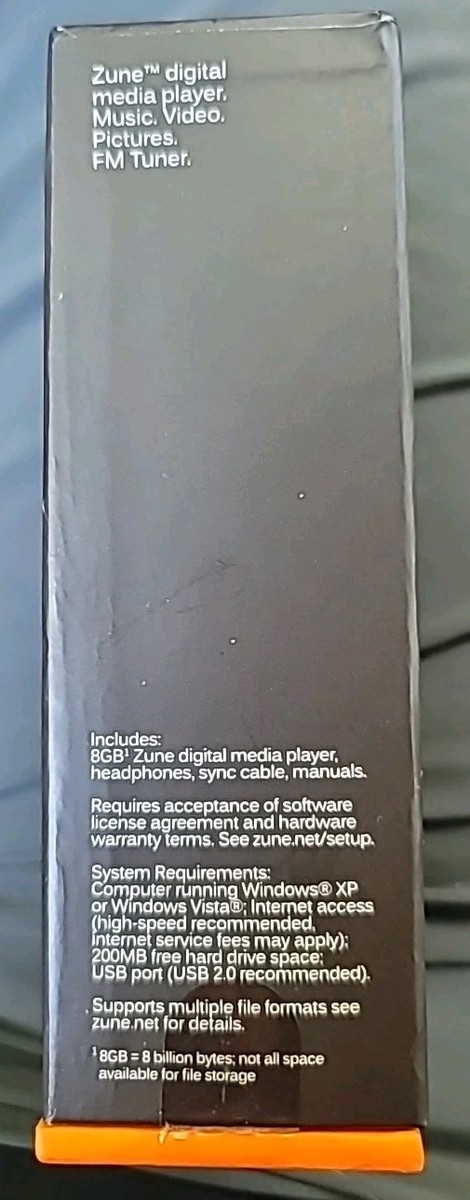 Zune™ digital
media player.
Music. Video.
Pictures.
FM Tuner.
Includes:
8GB¹ Zune digital media player,
headphones, sync cable, manuals.
Requires acceptance of software
license agreement and hardware
warranty terms. See zune.net/setup.
System Requirements:
Computer running Windows® XP
or Windows Vista®; Internet access
(high-speed recommended,
Internet service fees may apply);
200MB free hard drive space;
USB port (USB 2.0 recommended).
Supports multiple file formats see
zune.net for details.
¹ 8GB = 8 billion bytes; not all space
available for file storage